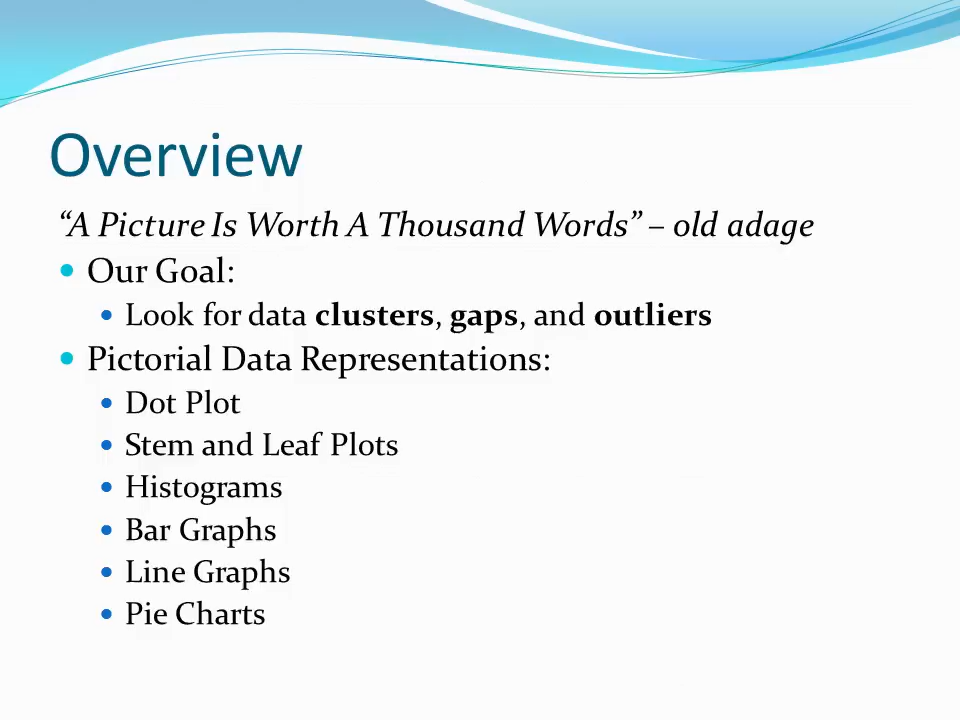 Overview
“A Picture Is Worth A Thousand Words” – old adage
Our Goal:
Look for data clusters, gaps, and outliers
Pictorial Data Representations:
Dot Plot
Stem and Leaf Plots
Histograms
Bar Graphs
Line Graphs
Pie Charts